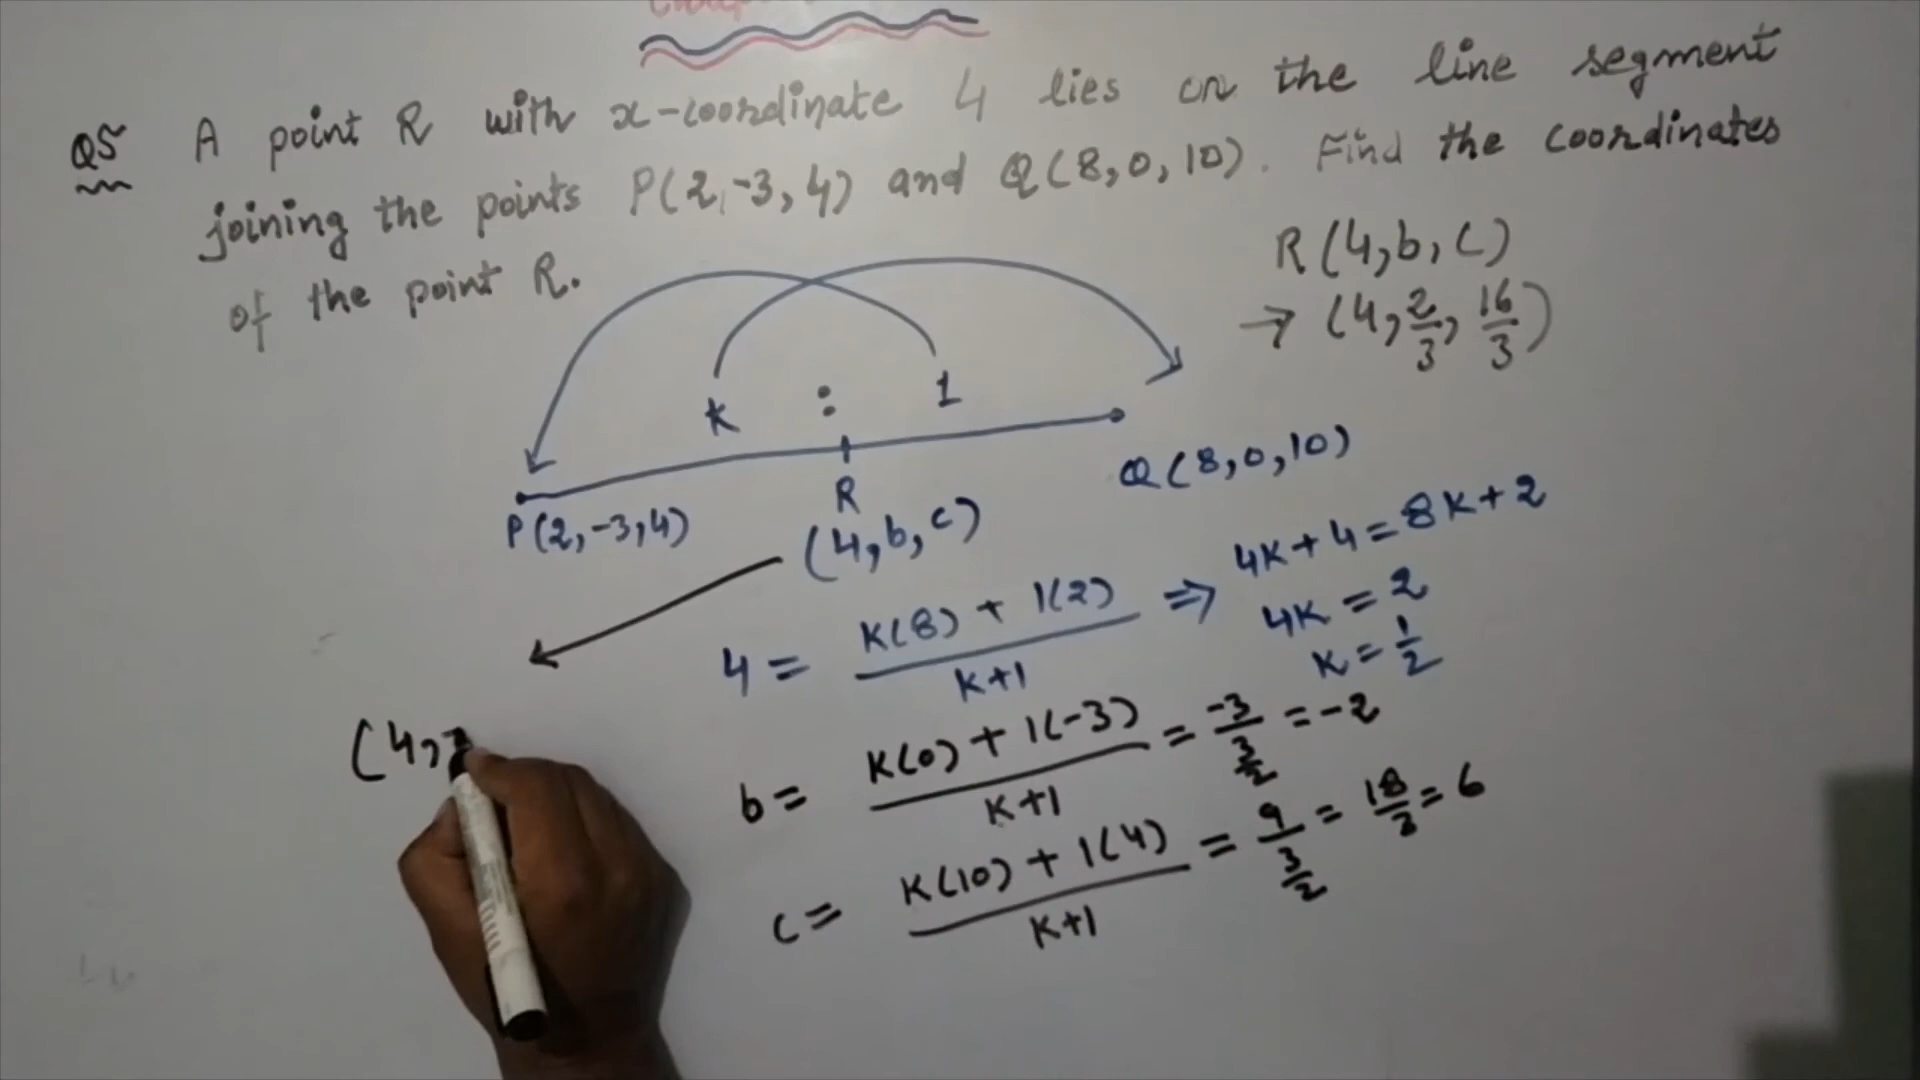 Q5 A point R with x-coordinate 4 lies on the line segment
joining the points P(2,-3,4) and Q(8,0,10). Find the coordinates
of the point R.
R(4,b,c)
→ (4, 2/3, 16/3)
k : 1
P(2,-3,4)
R
(4,b,c)
Q(8,0,10)
4 = (k(8) + 1(2))/(k+1) ⇒ 4k+4=8k+2
4k = 2
k = 1/2
b = (k(0) + 1(-3))/(k+1) = -3/(3/2) = -2
c = (k(10) + 1(4))/(k+1) = 9/(3/2) = 18/3 = 6
(4,